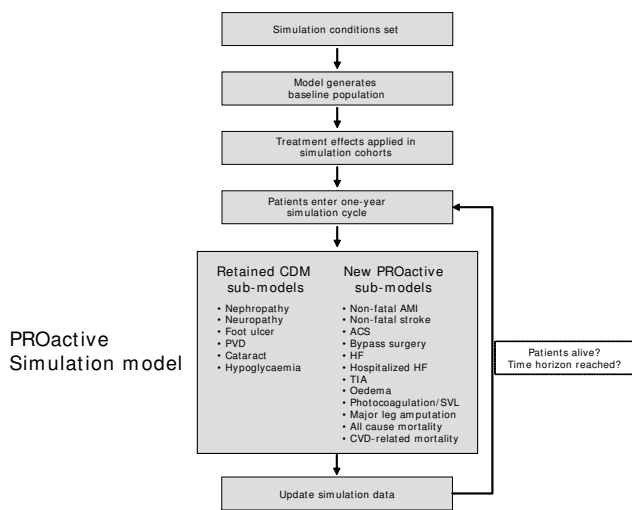 Simulation conditions set
Model generates
baseline population
Treatment effects applied in
simulation cohorts
Patients enter one-year
simulation cycle
Retained CDM
sub-models
• Nephropathy
• Neuropathy
• Foot ulcer
• PVD
• Cataract
• Hypoglycaemia
New PROactive
sub-models
• Non-fatal AMI
• Non-fatal stroke
• ACS
• Bypass surgery
• HF
• Hospitalized HF
• TIA
• Oedema
• Photocoagulation/SVL
• Major leg amputation
• All cause mortality
• CVD-related mortality
PROactive
Simulation model
Patients alive?
Time horizon reached?
Update simulation data